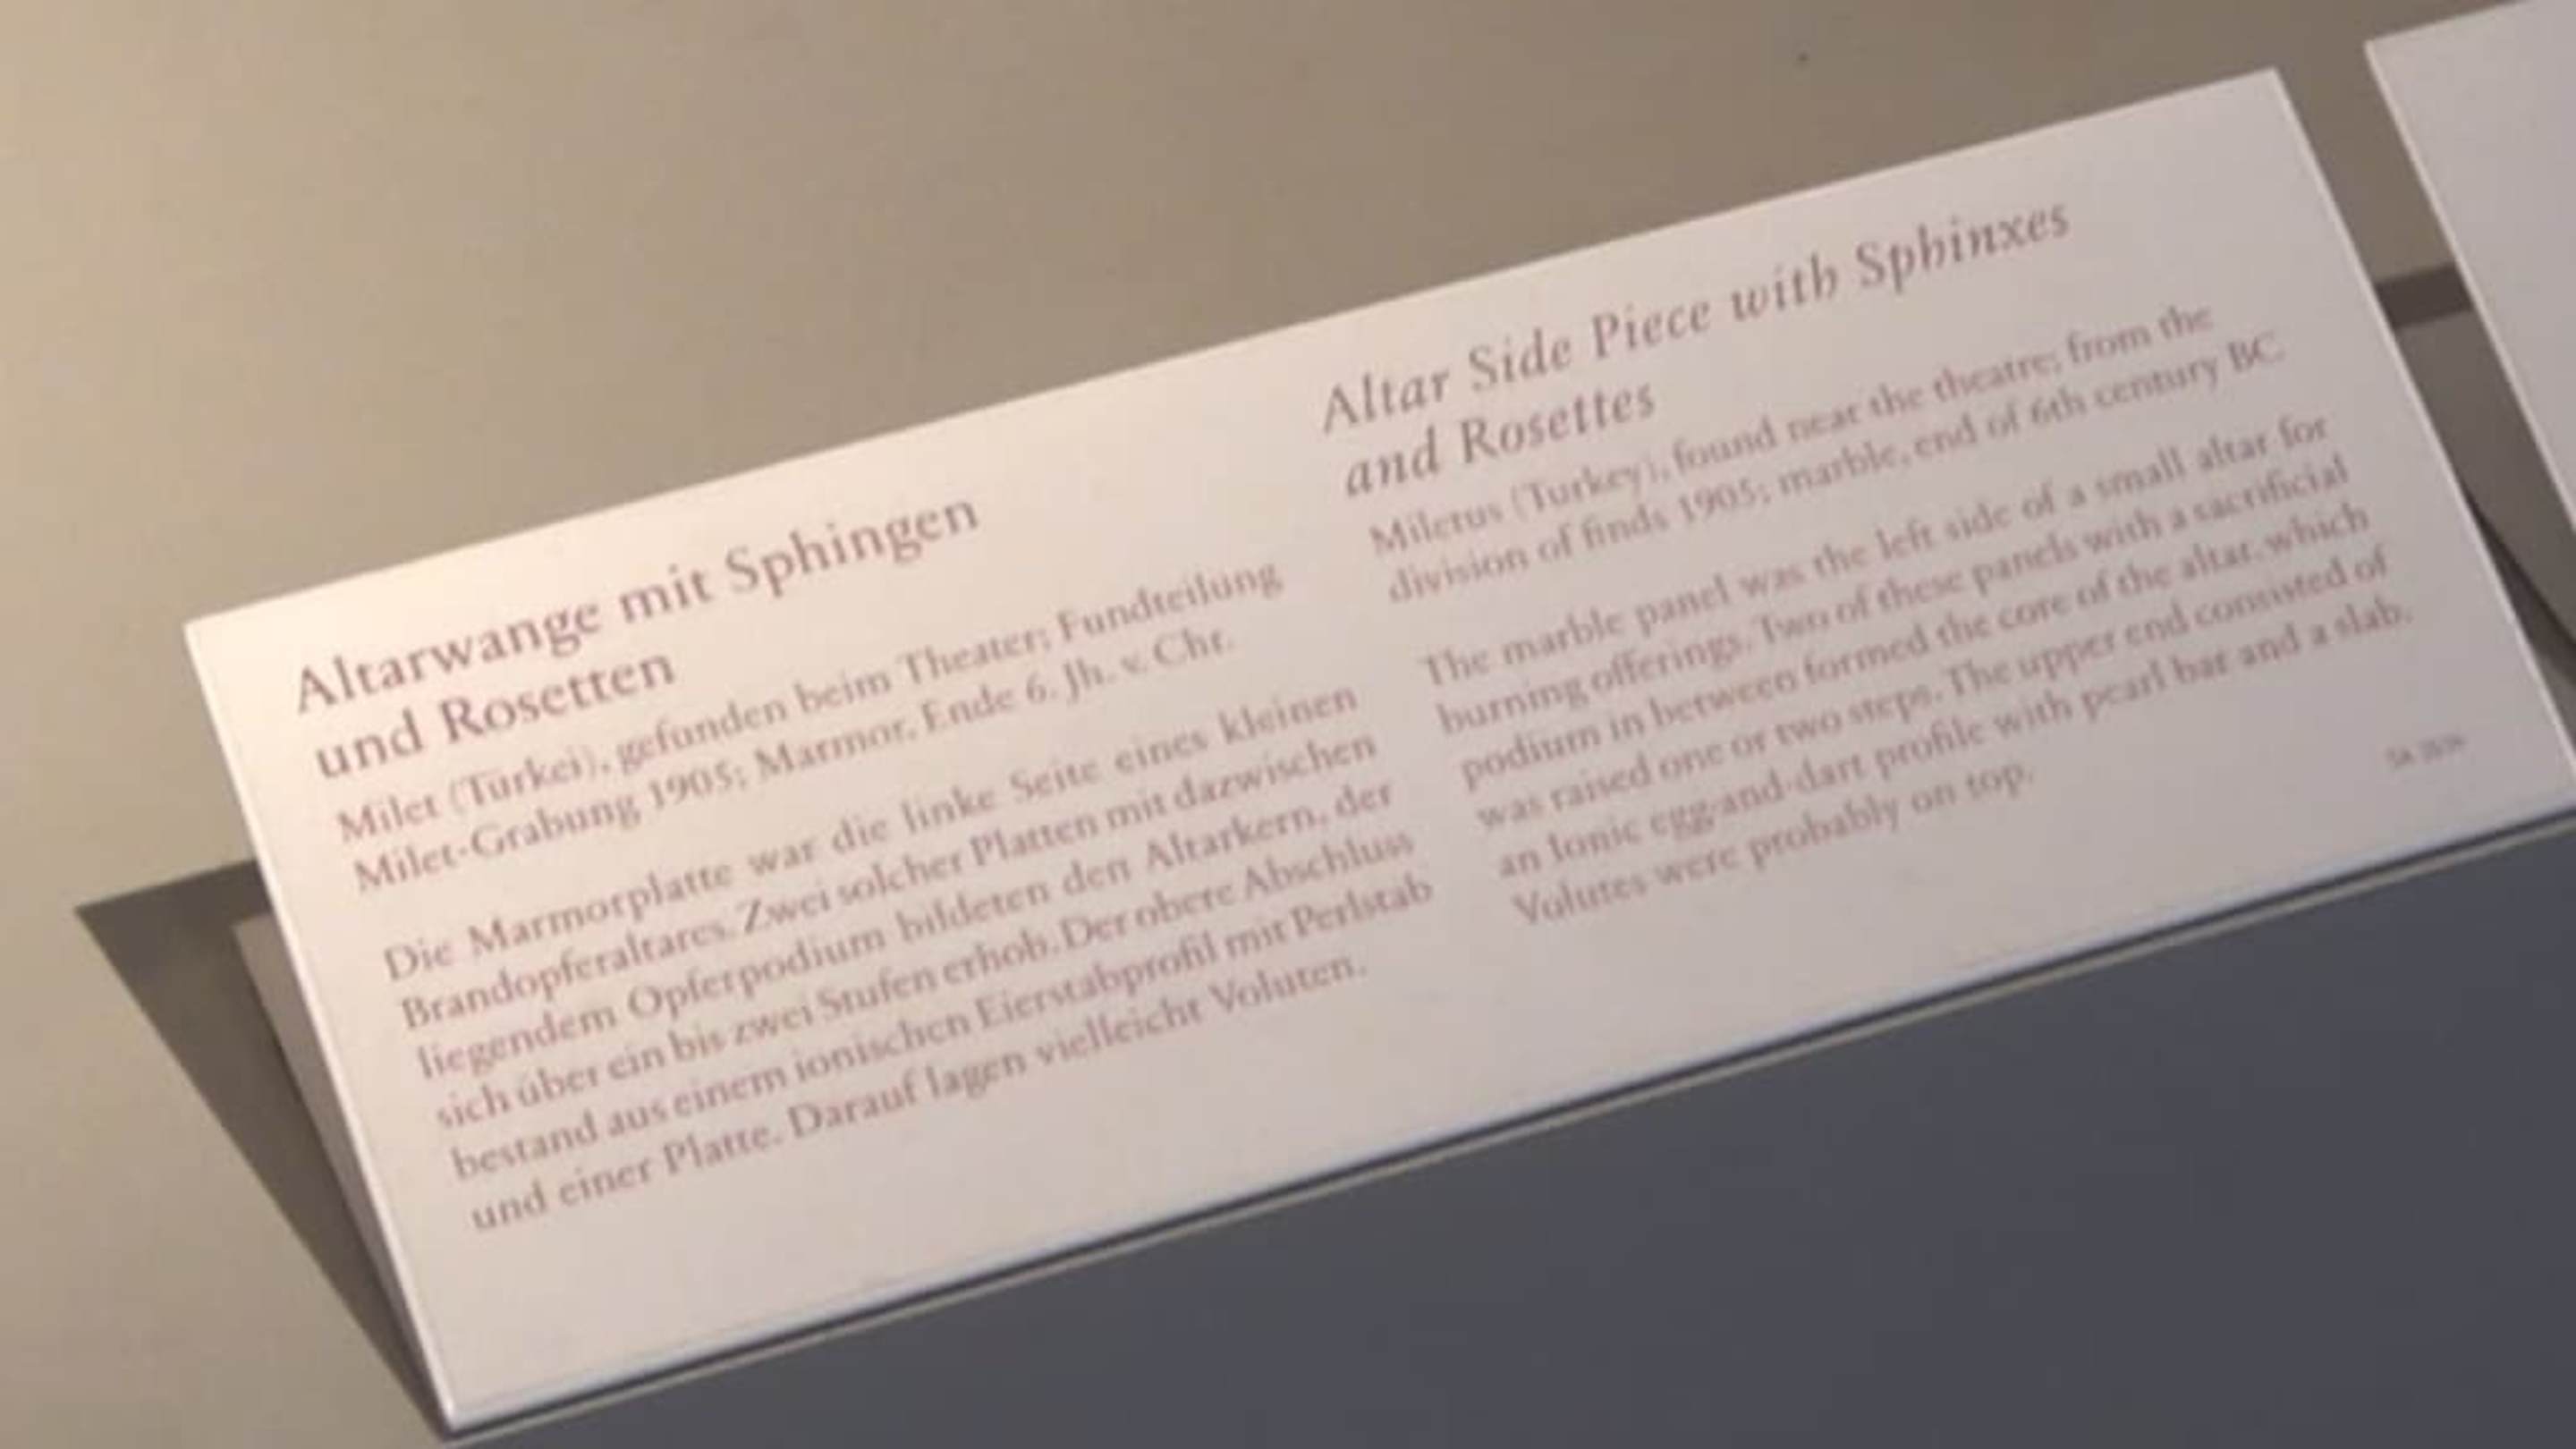 Altarwange mit Sphingen
und Rosetten
Milet (Türkei), gefunden beim Theater; Fundteilung
Milet-Grabung 1905; Marmor, Ende 6. Jh. v. Chr.
Die Marmorplatte war die linke Seite eines kleinen
Brandopferaltares. Zwei solcher Platten mit dazwischen
liegendem Opferpodium bildeten den Altarkern, der
sich über ein bis zwei Stufen erhob. Der obere Abschluss
bestand aus einem ionischen Eierstabprofil mit Perlstab
und einer Platte. Darauf lagen vielleicht Voluten.
Altar Side Piece with Sphinxes
and Rosettes
Miletus (Turkey), found near the theatre; from the
division of finds 1905; marble, end of 6th century BC
The marble panel was the left side of a small altar for
burning offerings. Two of these panels with a sacrificial
podium in between formed the core of the altar, which
was raised one or two steps. The upper end consisted of
an Ionic egg-and-dart profile with pearl bar and a slab.
Volutes were probably on top.